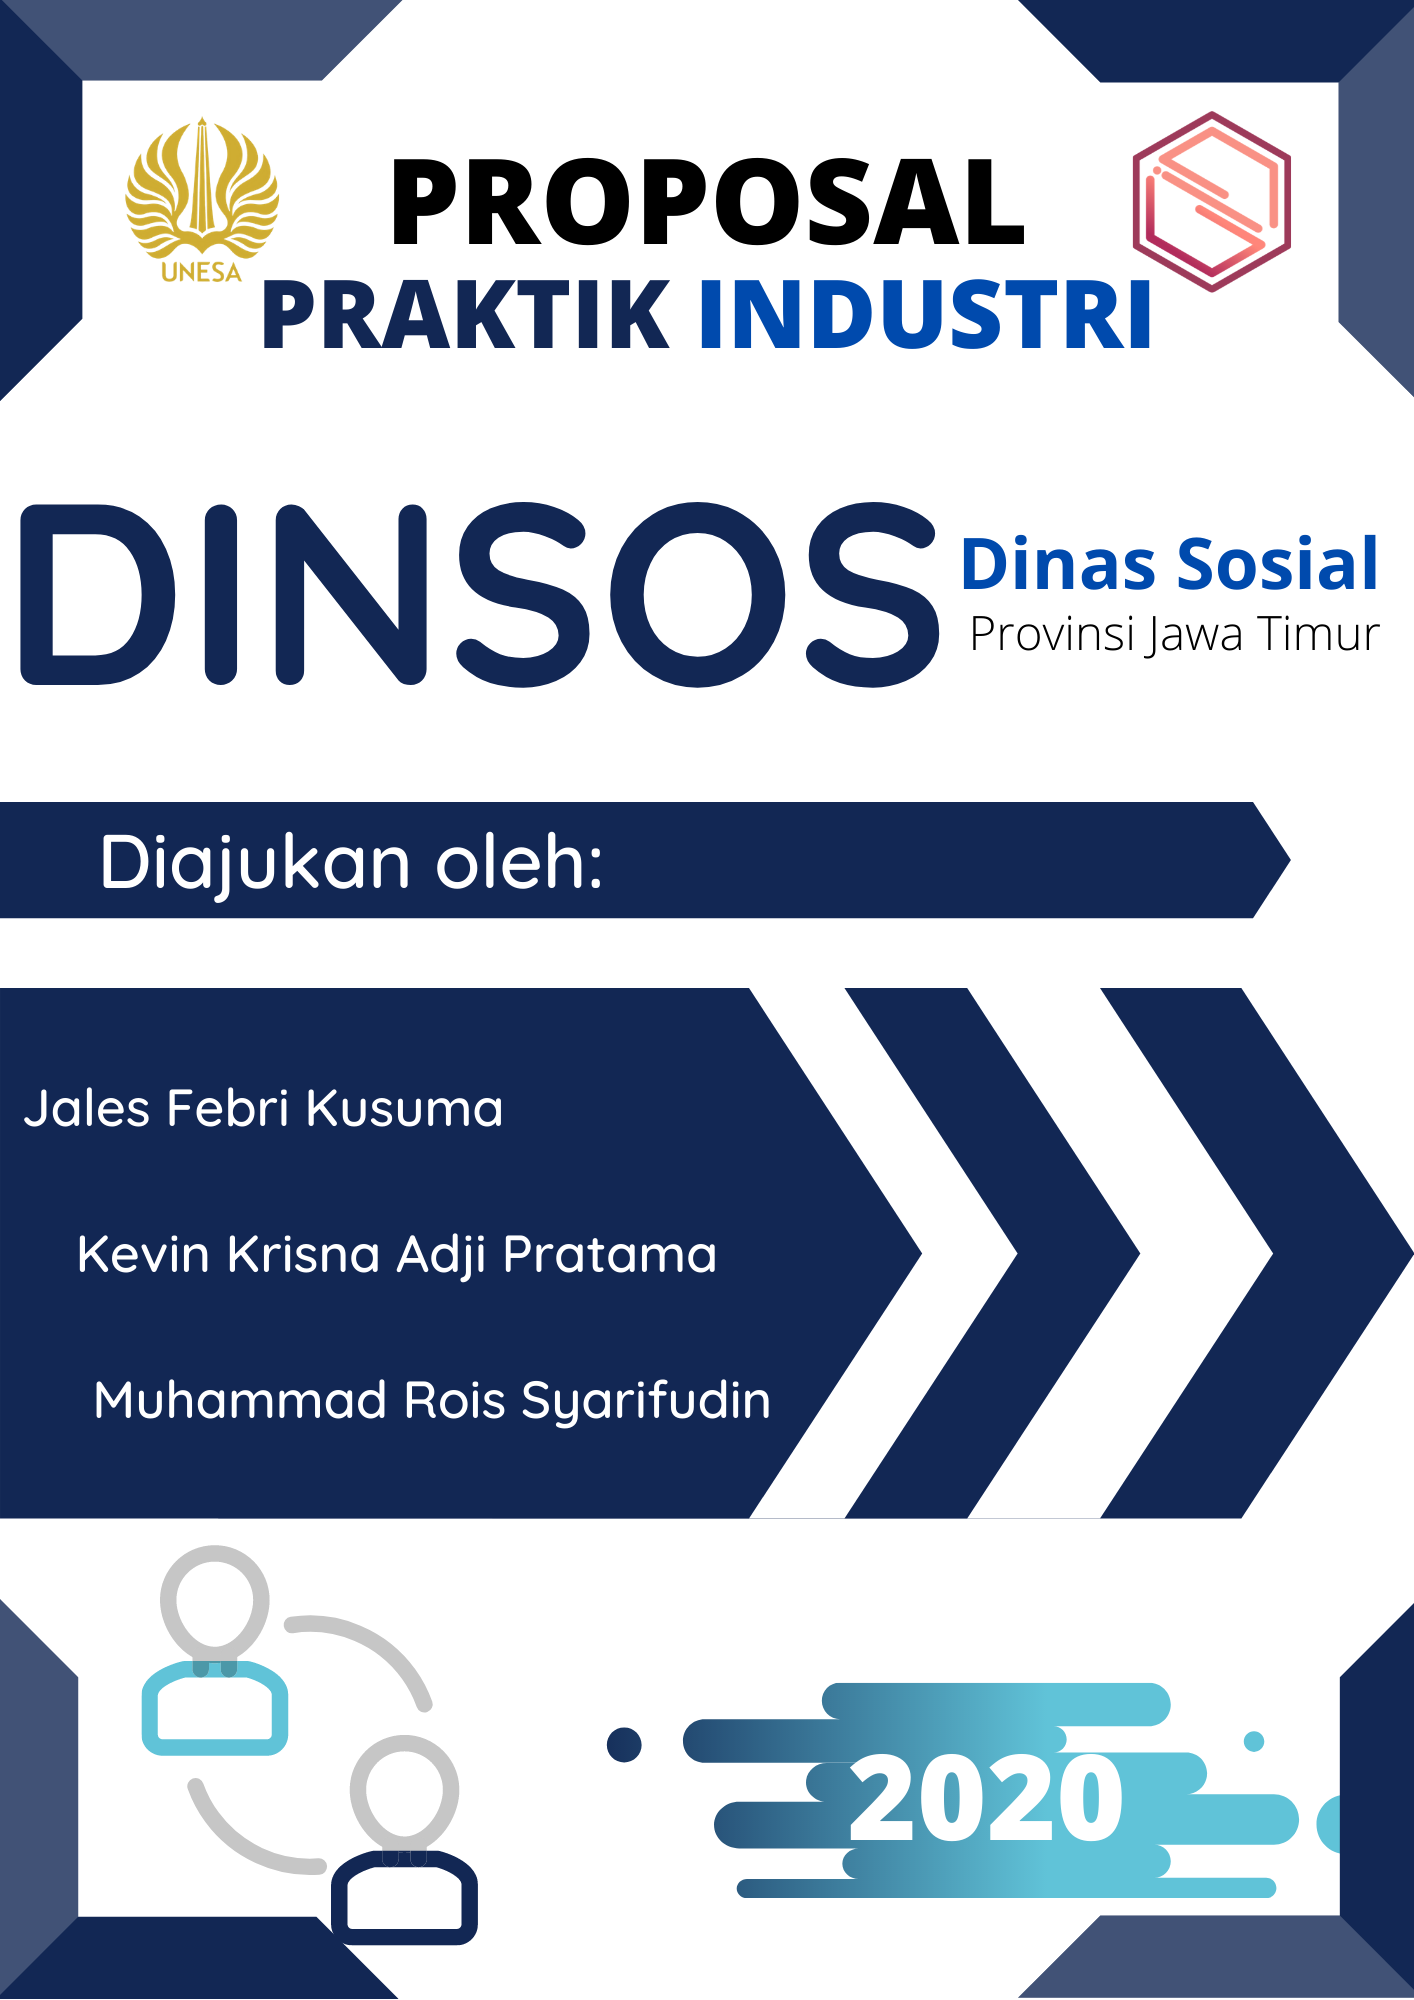 UNESA
PROPOSAL
PRAKTIK INDUSTRI
DINSOS
Dinas Sosial
Provinsi Jawa Timur
Diajukan oleh:
Jales Febri Kusuma
Kevin Krisna Adji Pratama
Muhammad Rois Syarifudin
2020